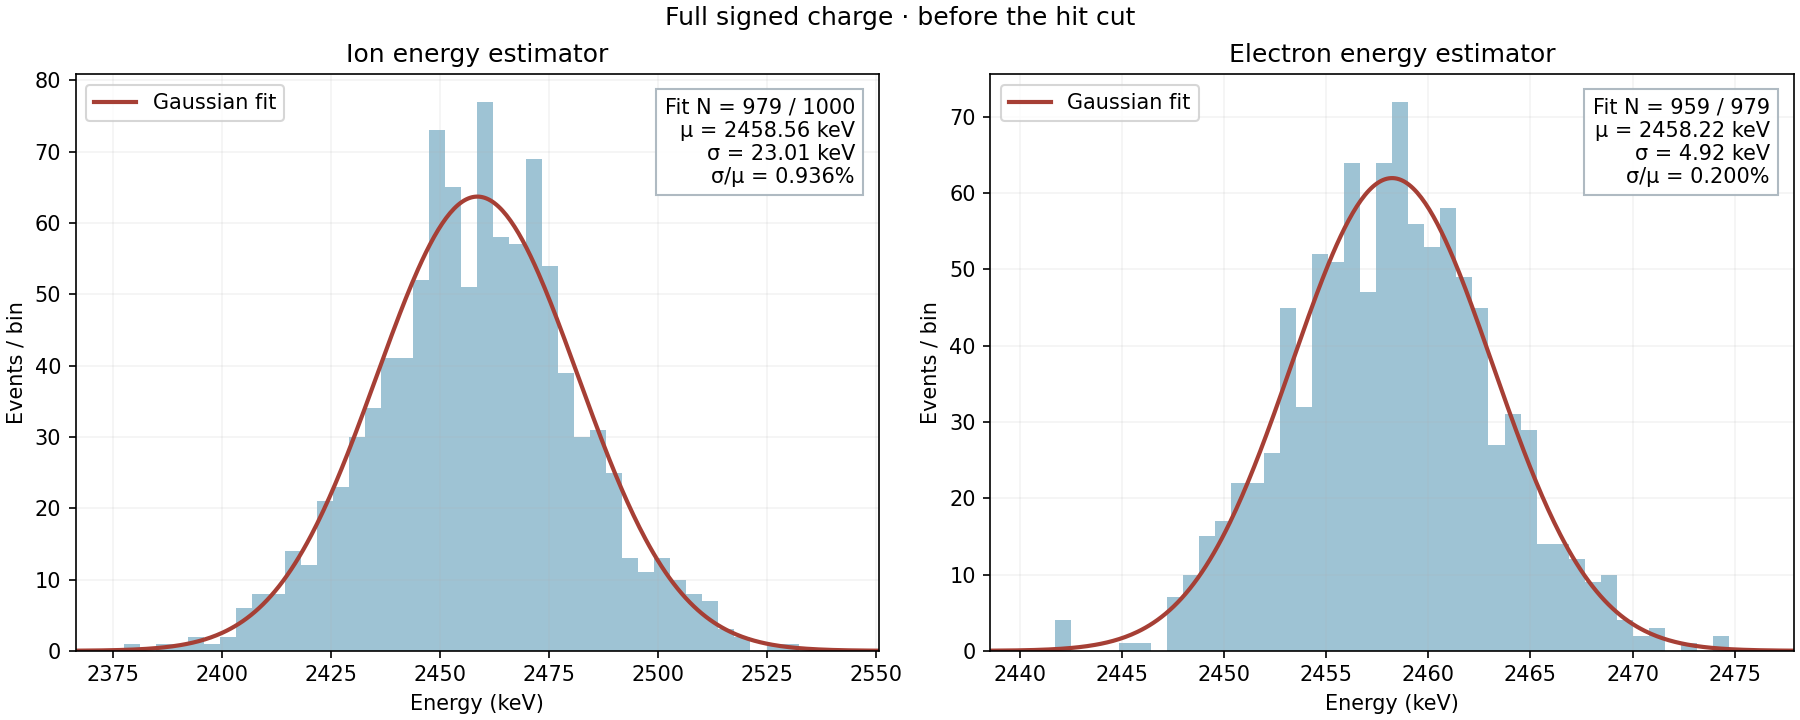 Full signed charge · before the hit cut
Ion energy estimator
Gaussian fit
Fit N = 979 / 1000
μ = 2458.56 keV
σ = 23.01 keV
σ/μ = 0.936%
Events / bin
80
70
60
50
40
30
20
10
0
2375
2400
2425
2450
2475
2500
2525
2550
Energy (keV)
Electron energy estimator
Gaussian fit
Fit N = 959 / 979
μ = 2458.22 keV
σ = 4.92 keV
σ/μ = 0.200%
Events / bin
70
60
50
40
30
20
10
0
2440
2445
2450
2455
2460
2465
2470
2475
Energy (keV)